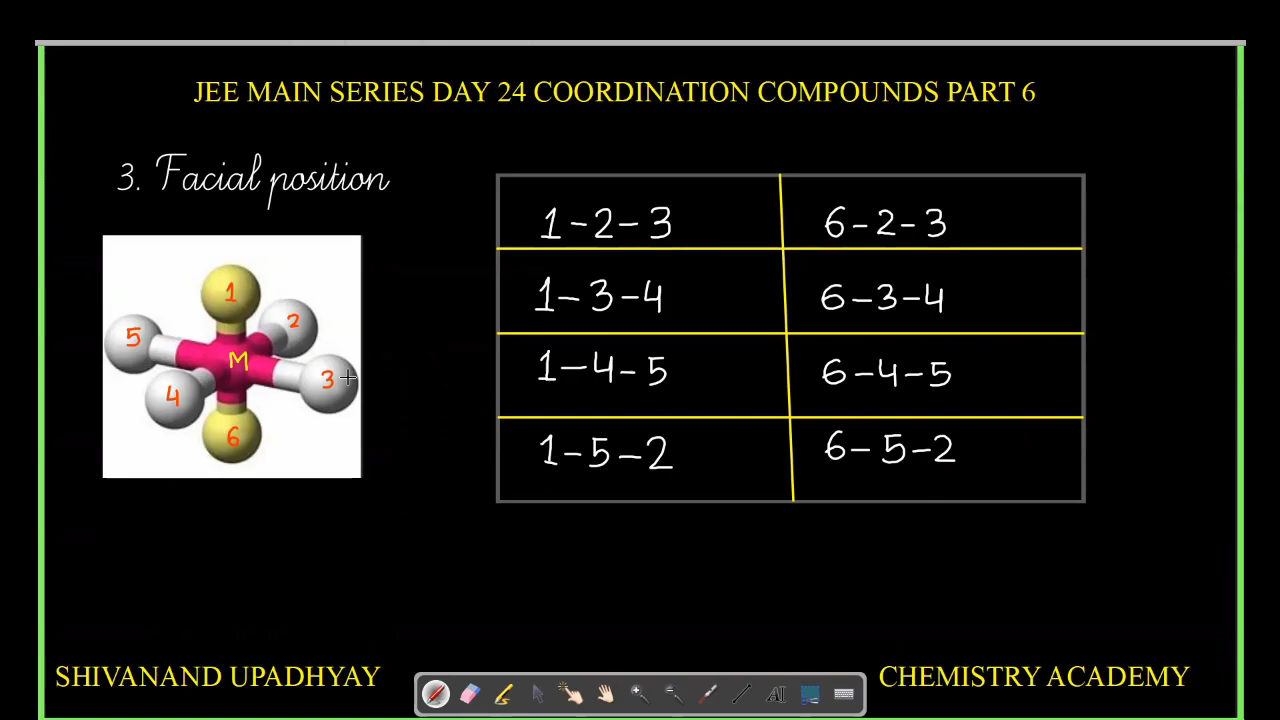 JEE MAIN SERIES DAY 24 COORDINATION COMPOUNDS PART 6
3. Facial position
1
2
5
M
3
4
6
1-2-3 6-2-3
1-3-4 6-3-4
1-4-5 6-4-5
1-5-2 6-5-2
SHIVANAND UPADHYAY
AI
CHEMISTRY ACADEMY